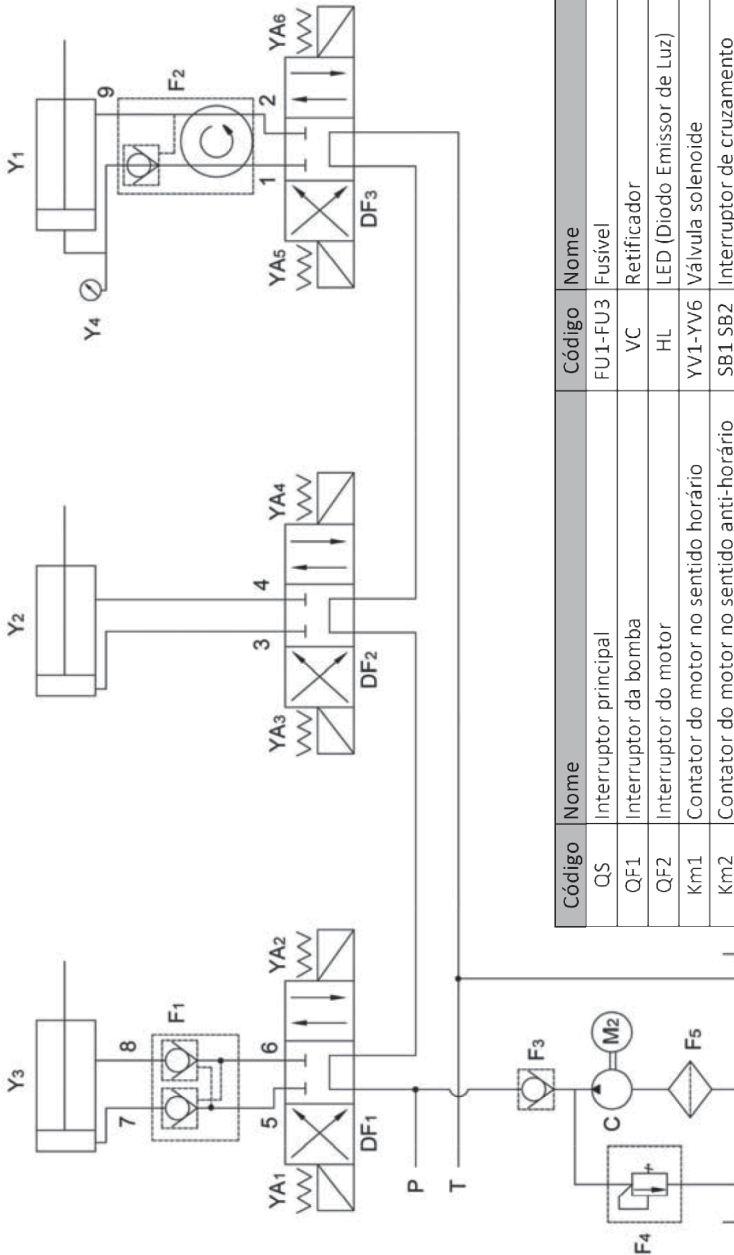 Y3
Y2
Y1
Y4
7
8
F1
9
F2
5
6
3
4
1
2
YA1
YA2
YA3
YA4
YA5
YA6
DF1
DF2
DF3
P
T
F3
C
M2
F4
F5
Código Nome Código Nome
QS Interruptor principal FU1-FU3 Fusível
QF1 Interruptor da bomba VC Retificador
QF2 Interruptor do motor HL LED (Diodo Emissor de Luz)
Km1 Contator do motor no sentido horário YV1-YV6 Válvula solenoide
Km2 Contator do motor no sentido anti-horário SB1 SB2 Interruptor de cruzamento